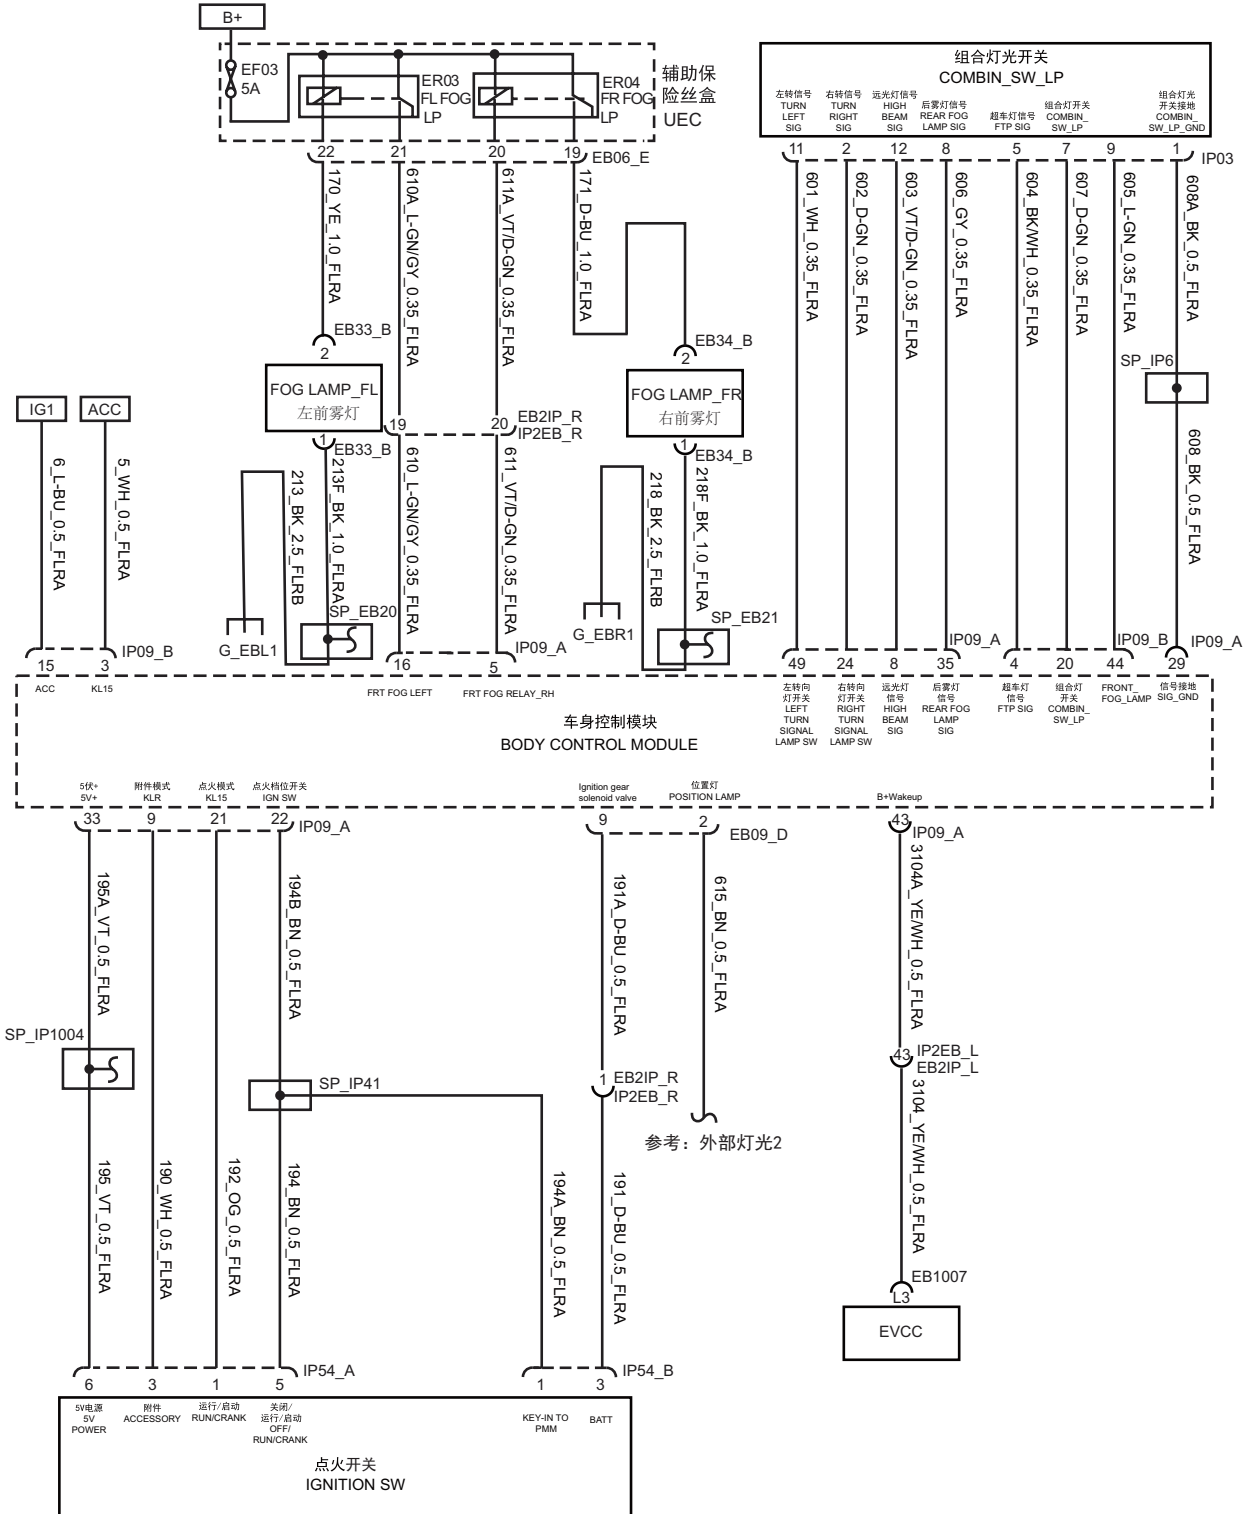 B+
EF03
5A
ER03
FL FOG
LP
ER04
FR FOG
LP
辅助保
险丝盒
UEC
22
21
20
19
EB06_E
组合灯光开关
COMBIN_SW_LP
左转信号
TURN
LEFT
SIG
右转信号
TURN
RIGHT
SIG
远光灯信号
HIGH
BEAM
SIG
后雾灯信号
REAR FOG
LAMP SIG
超车灯信号
FTP SIG
组合灯开关
COMBIN_
SW_LP
组合灯光
开关接地
COMBIN_
SW_LP_GND
11
2
12
8
5
7
9
1
IP03
170_YE_1.0_FLRA
610A_L-GN/GY_0.35_FLRA
611A_VT/D-GN_0.35_FLRA
171_D-BU_1.0_FLRA
601_WH_0.35_FLRA
602_D-GN_0.35_FLRA
603_VT/D-GN_0.35_FLRA
606_GY_0.35_FLRA
604_BK/WH_0.35_FLRA
607_D-GN_0.35_FLRA
605_L-GN_0.35_FLRA
608A_BK_0.5_FLRA
EB33_B
2
FOG LAMP_FL
左前雾灯
1
EB33_B
EB34_B
2
FOG LAMP_FR
右前雾灯
1
EB34_B
SP_IP6
IG1
ACC
19
20
EB2IP_R
IP2EB_R
6_L-BU_0.5_FLRA
5_WH_0.5_FLRA
213_BK_2.5_FLRB
213F_BK_1.0_FLRA
610_L-GN/GY_0.35_FLRA
611_VT/D-GN_0.35_FLRA
218_BK_2.5_FLRB
218F_BK_1.0_FLRA
608_BK_0.5_FLRA
G_EBL1
SP_EB20
G_EBR1
SP_EB21
15
3
IP09_B
16
5
IP09_A
49
24
8
35
IP09_A
4
20
44
IP09_B
29
IP09_A
ACC
KL15
FRT FOG LEFT
FRT FOG RELAY_RH
左转向
灯开关
LEFT
TURN
SIGNAL
LAMP SW
右转向
灯开关
RIGHT
TURN
SIGNAL
LAMP SW
远光灯
信号
HIGH
BEAM
SIG
后雾灯
信号
REAR FOG
LAMP
SIG
超车灯
信号
FTP SIG
组合灯
开关
COMBIN_
SW_LP
FRONT_
FOG_LAMP
信号接地
SIG_GND
车身控制模块
BODY CONTROL MODULE
5伏+
5V+
附件模式
KLR
点火模式
KL15
点火档位开关
IGN SW
Ignition gear
solenoid valve
位置灯
POSITION LAMP
B+Wakeup
33
9
21
22
IP09_A
9
2
EB09_D
43
IP09_A
195A_VT_0.5_FLRA
194B_BN_0.5_FLRA
191A_D-BU_0.5_FLRA
615_BN_0.5_FLRA
3104A_YE/WH_0.5_FLRA
SP_IP1004
SP_IP41
1
EB2IP_R
IP2EB_R
参考：外部灯光2
43
IP2EB_L
EB2IP_L
195_VT_0.5_FLRA
190_WH_0.5_FLRA
192_OG_0.5_FLRA
194_BN_0.5_FLRA
194A_BN_0.5_FLRA
191_D-BU_0.5_FLRA
3104_YE/WH_0.5_FLRA
EB1007
L3
EVCC
6
3
1
5
IP54_A
1
3
IP54_B
5V电源
5V
POWER
附件
ACCESSORY
运行/启动
RUN/CRANK
关闭/
运行/启动
OFF/
RUN/CRANK
KEY-IN TO
PMM
BATT
点火开关
IGNITION SW